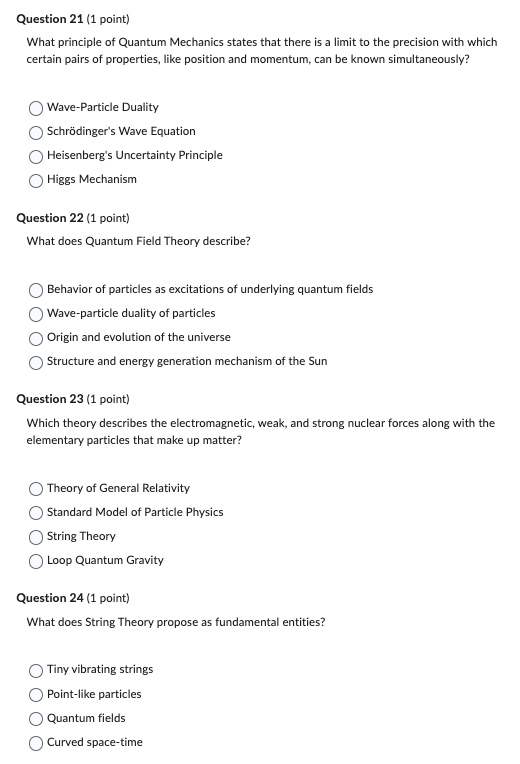 Question 21 (1 point)
What principle of Quantum Mechanics states that there is a limit to the precision with which
certain pairs of properties, like position and momentum, can be known simultaneously?
Wave-Particle Duality
Schrödinger's Wave Equation
Heisenberg's Uncertainty Principle
Higgs Mechanism
Question 22 (1 point)
What does Quantum Field Theory describe?
Behavior of particles as excitations of underlying quantum fields
Wave-particle duality of particles
Origin and evolution of the universe
Structure and energy generation mechanism of the Sun
Question 23 (1 point)
Which theory describes the electromagnetic, weak, and strong nuclear forces along with the
elementary particles that make up matter?
Theory of General Relativity
Standard Model of Particle Physics
String Theory
Loop Quantum Gravity
Question 24 (1 point)
What does String Theory propose as fundamental entities?
Tiny vibrating strings
Point-like particles
Quantum fields
Curved space-time